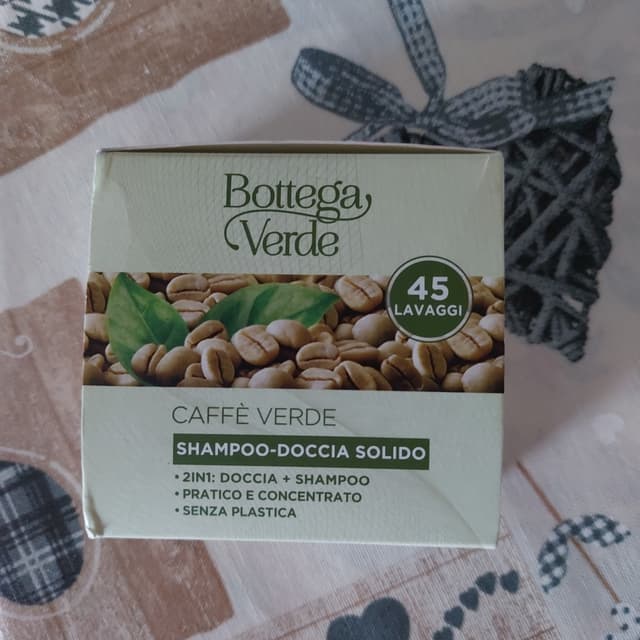 Bottega
Verde
45
LAVAGGI
CAFFÈ VERDE
SHAMPOO-DOCCIA SOLIDO
• 2IN1: DOCCIA + SHAMPOO
• PRATICO E CONCENTRATO
• SENZA PLASTICA